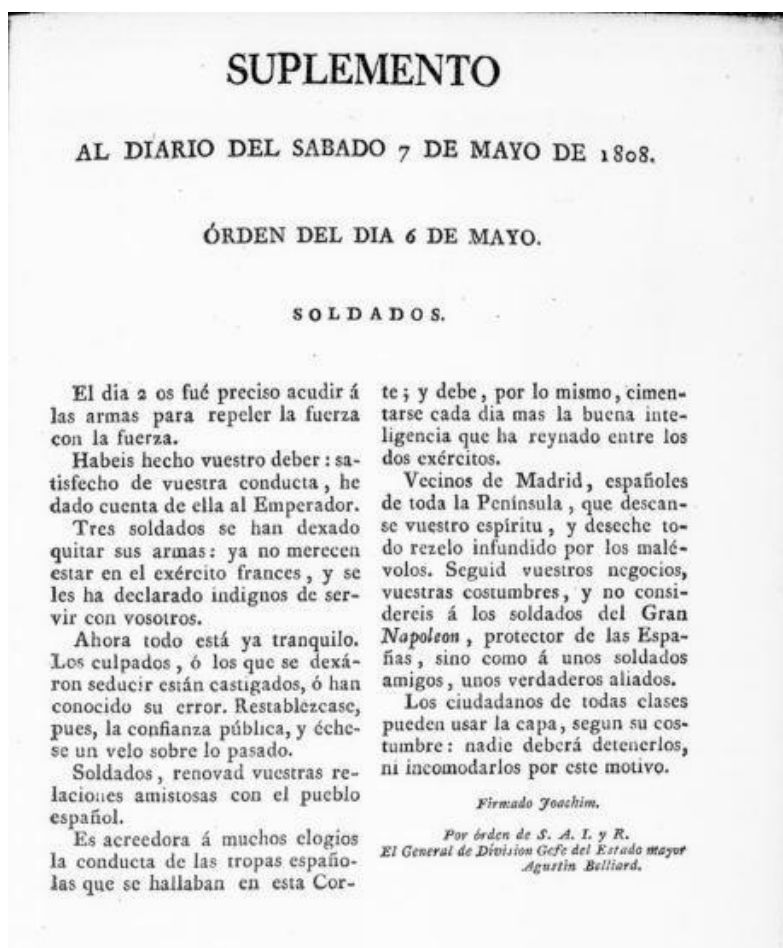 SUPLEMENTO
AL DIARIO DEL SABADO 7 DE MAYO DE 1808.
ÓRDEN DEL DIA 6 DE MAYO.
SOLDADOS.
El dia 2 os fué preciso acudir á
las armas para repeler la fuerza
con la fuerza.
Habeis hecho vuestro deber: sa-
tisfecho de vuestra conducta, he
dado cuenta de ella al Emperador.
Tres soldados se han dexado
quitar sus armas: ya no merecen
estar en el exército frances, y se
les ha declarado indignos de ser-
vir con vosotros.
Ahora todo está ya tranquilo.
Los culpados, ó los que se dexá-
ron seducir están castigados, ó han
conocido su error. Restablezcase,
pues, la confianza pública, y éche-
se un velo sobre lo pasado.
Soldados, renovad vuestras re-
laciones amistosas con el pueblo
español.
Es acreedora á muchos elogios
la conducta de las tropas españo-
las que se hallaban en esta Cor-
te; y debe, por lo mismo, cimen-
tarse cada dia mas la buena inte-
ligencia que ha reynado entre los
dos exércitos.
Vecinos de Madrid, españoles
de toda la Península, que descan-
se vuestro espíritu, y deseche to-
do rezelo infundido por los malé-
volos. Seguid vuestros negocios,
vuestras costumbres, y no consi-
dereis á los soldados del Gran
Napoleon, protector de las Espa-
ñas, sino como á unos soldados
amigos, unos verdaderos aliados.
Los ciudadanos de todas clases
pueden usar la capa, segun su cos-
tumbre: nadie deberá detenerlos,
ni incomodarlos por este motivo.
Firmado Joachim.
Por órden de S. A. I. y R.
El General de Division Gefe del Estado mayor
Agustin Belliard.